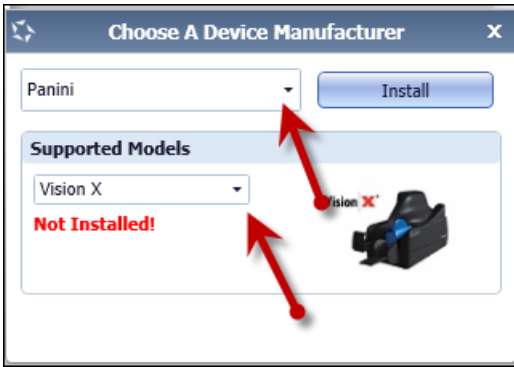 Choose A Device Manufacturer X
Panini
Install
Supported Models
Vision X
Not Installed!
Vision X